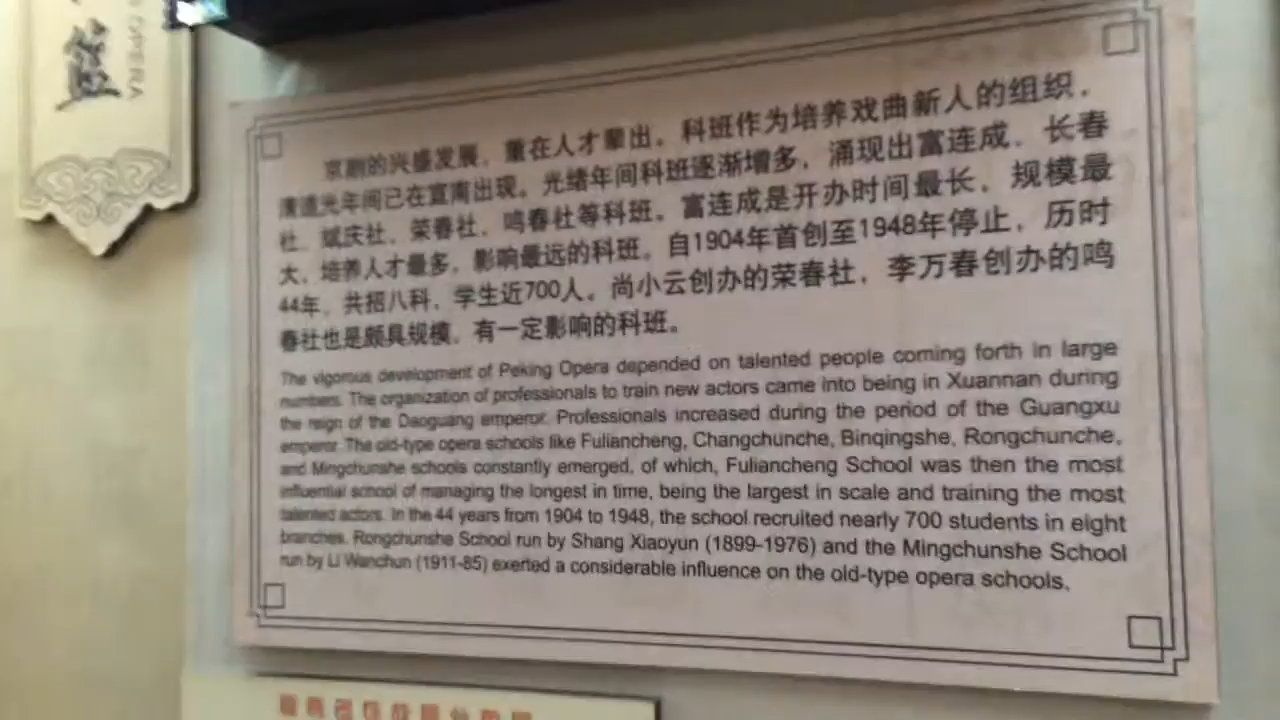 篮
OPERA
京剧的兴盛发展，重在人才辈出。科班作为培养戏曲新人的组织，
清道光年间已在宣南出现。光绪年间科班逐渐增多，涌现出富连成、长春
社、斌庆社、荣春社、鸣春社等科班。富连成是开办时间最长、规模最
大、培养人才最多，影响最远的科班。自1904年首创至1948年停止，历时
44年，共招八科，学生近700人。尚小云创办的荣春社，李万春创办的鸣
春社也是颇具规模，有一定影响的科班。
The vigorous development of Peking Opera depended on talented people coming forth in large
numbers. The organization of professionals to train new actors came into being in Xuannan during
the reign of the Daoguang emperor. Professionals increased during the period of the Guangxu
emperor. The old-type opera schools like Fuliancheng, Changchunche, Binqingshe, Rongchunche,
and Mingchunshe schools constantly emerged, of which, Fuliancheng School was then the most
influential school of managing the longest in time, being the largest in scale and training the most
talented actors. In the 44 years from 1904 to 1948, the school recruited nearly 700 students in eight
branches. Rongchunshe School run by Shang Xiaoyun (1899-1976) and the Mingchunshe School
run by Li Wanchun (1911-85) exerted a considerable influence on the old-type opera schools.